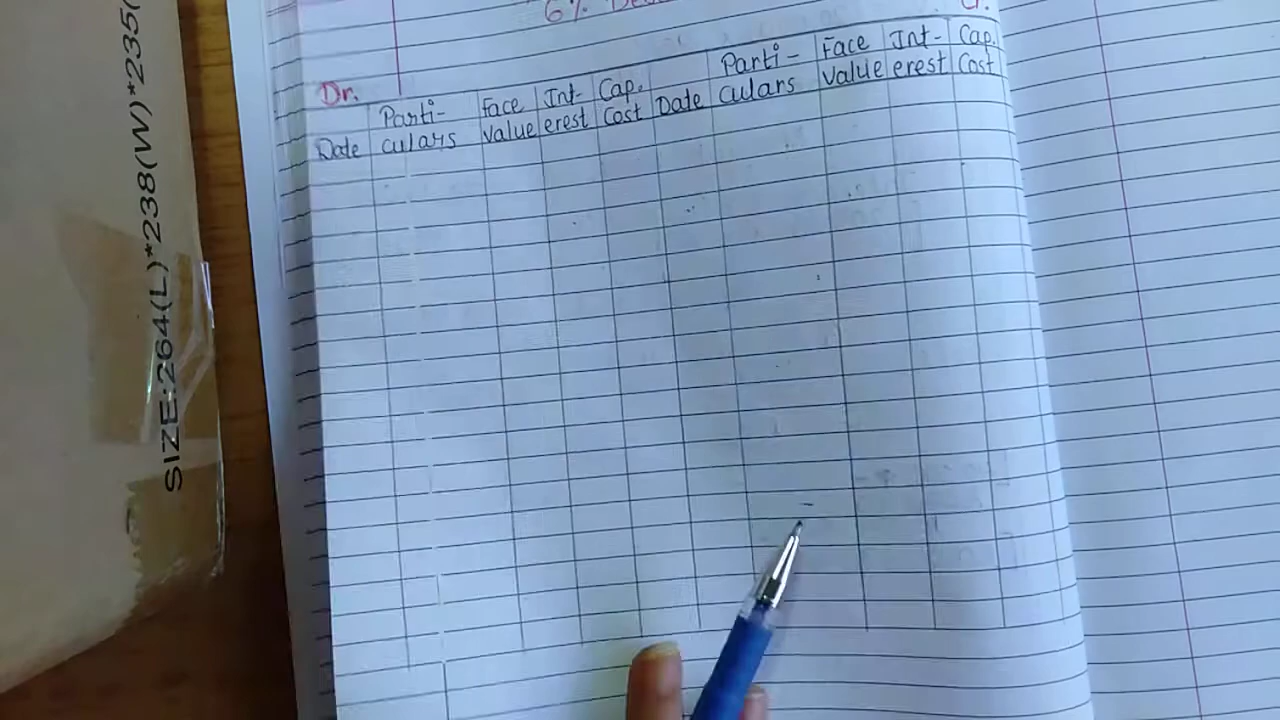 SIZE:264(L)*238(W)*235(
6%
Cr.
Dr.
Date Parti-culars Face value Int-erest Cap. Cost Date Parti-culars Face value Int-erest Cap. Cost